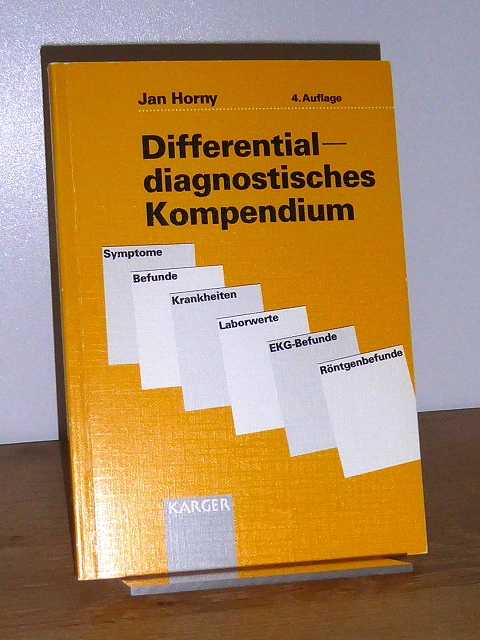 Jan Horny 4. Auflage
Differential—
diagnostisches
Kompendium
Symptome
Befunde
Krankheiten
Laborwerte
EKG-Befunde
Röntgenbefunde
KARGER